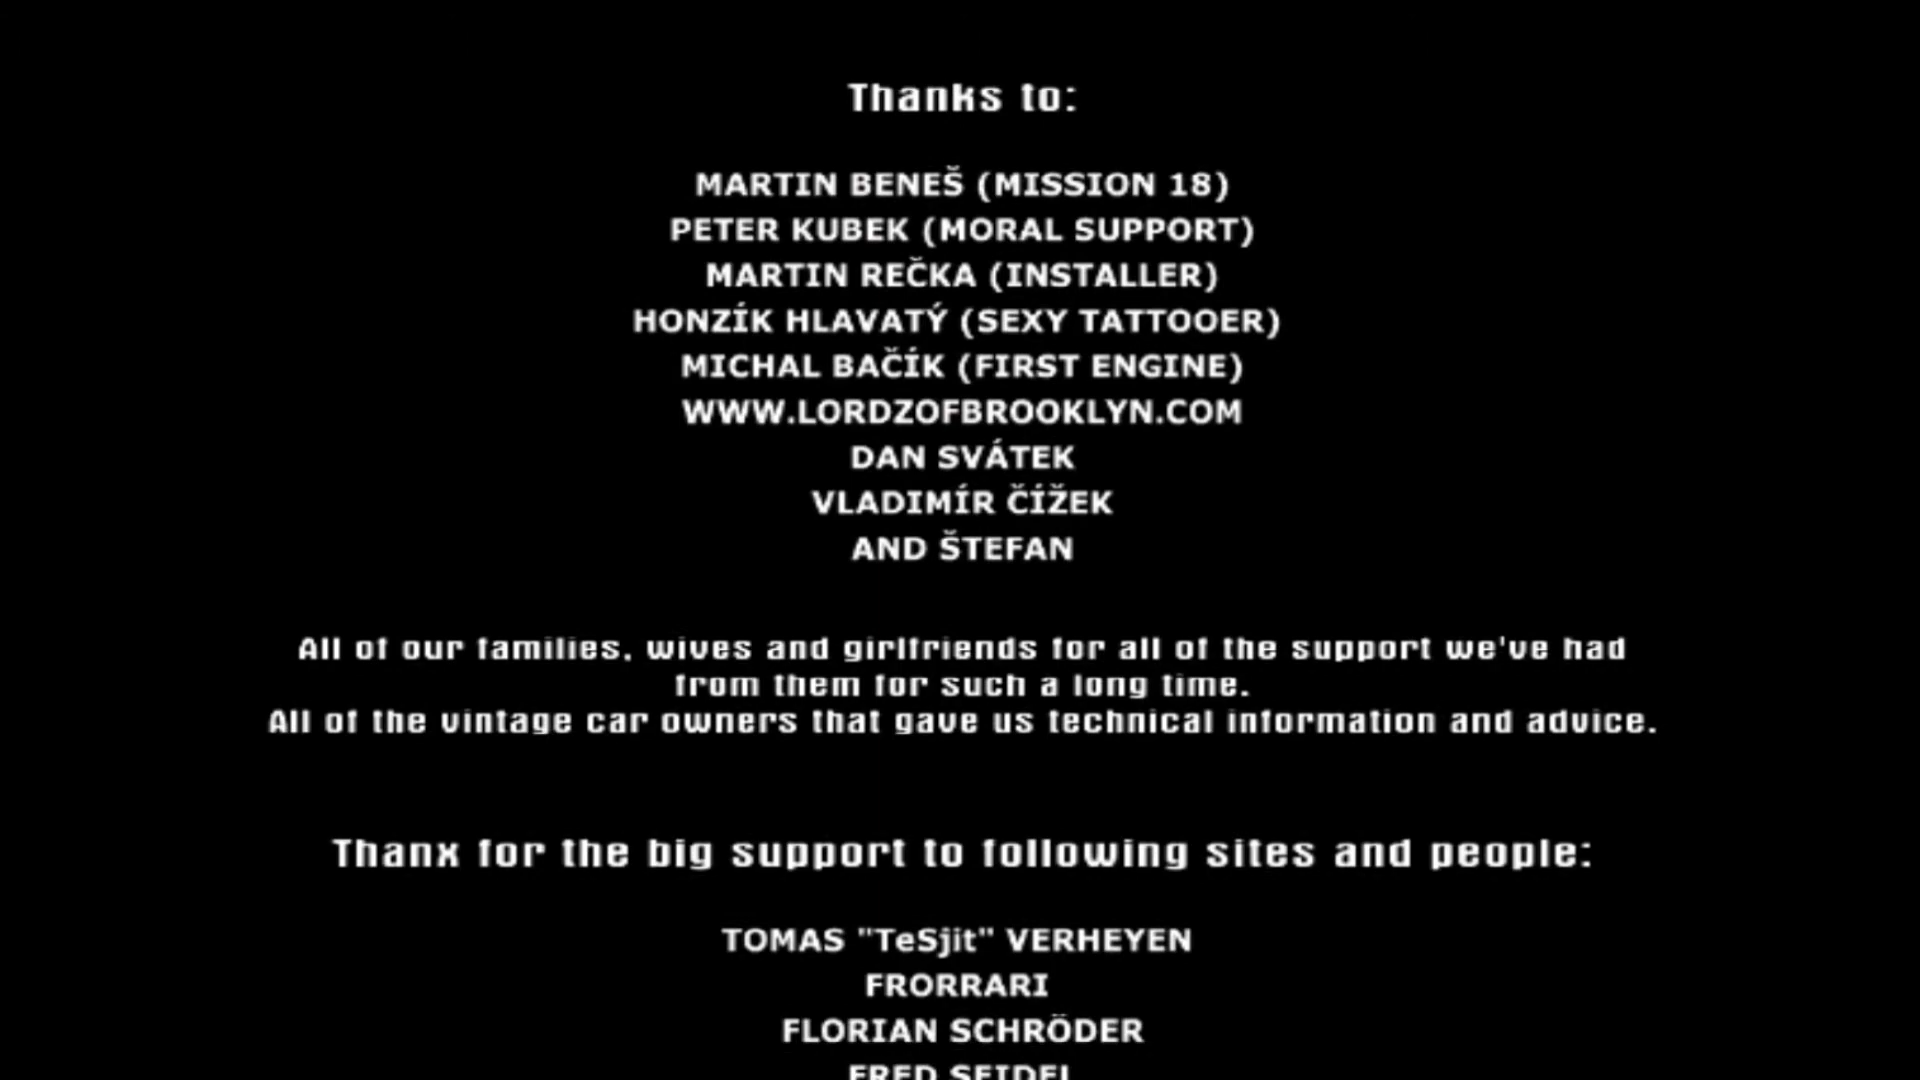 Thanks to:
MARTIN BENEŠ (MISSION 18)
PETER KUBEK (MORAL SUPPORT)
MARTIN REČKA (INSTALLER)
HONZÍK HLAVATÝ (SEXY TATTOOER)
MICHAL BAČÍK (FIRST ENGINE)
WWW.LORDZOFBROOKLYN.COM
DAN SVÁTEK
VLADIMÍR ČÍŽEK
AND ŠTEFAN
All of our families, wives and girlfriends for all of the support we've had
from them for such a long time.
All of the vintage car owners that gave us technical information and advice.
Thanx for the big support to following sites and people:
TOMAS "TeSjit" VERHEYEN
FRORRARI
FLORIAN SCHRÖDER
FRED SEIDEL